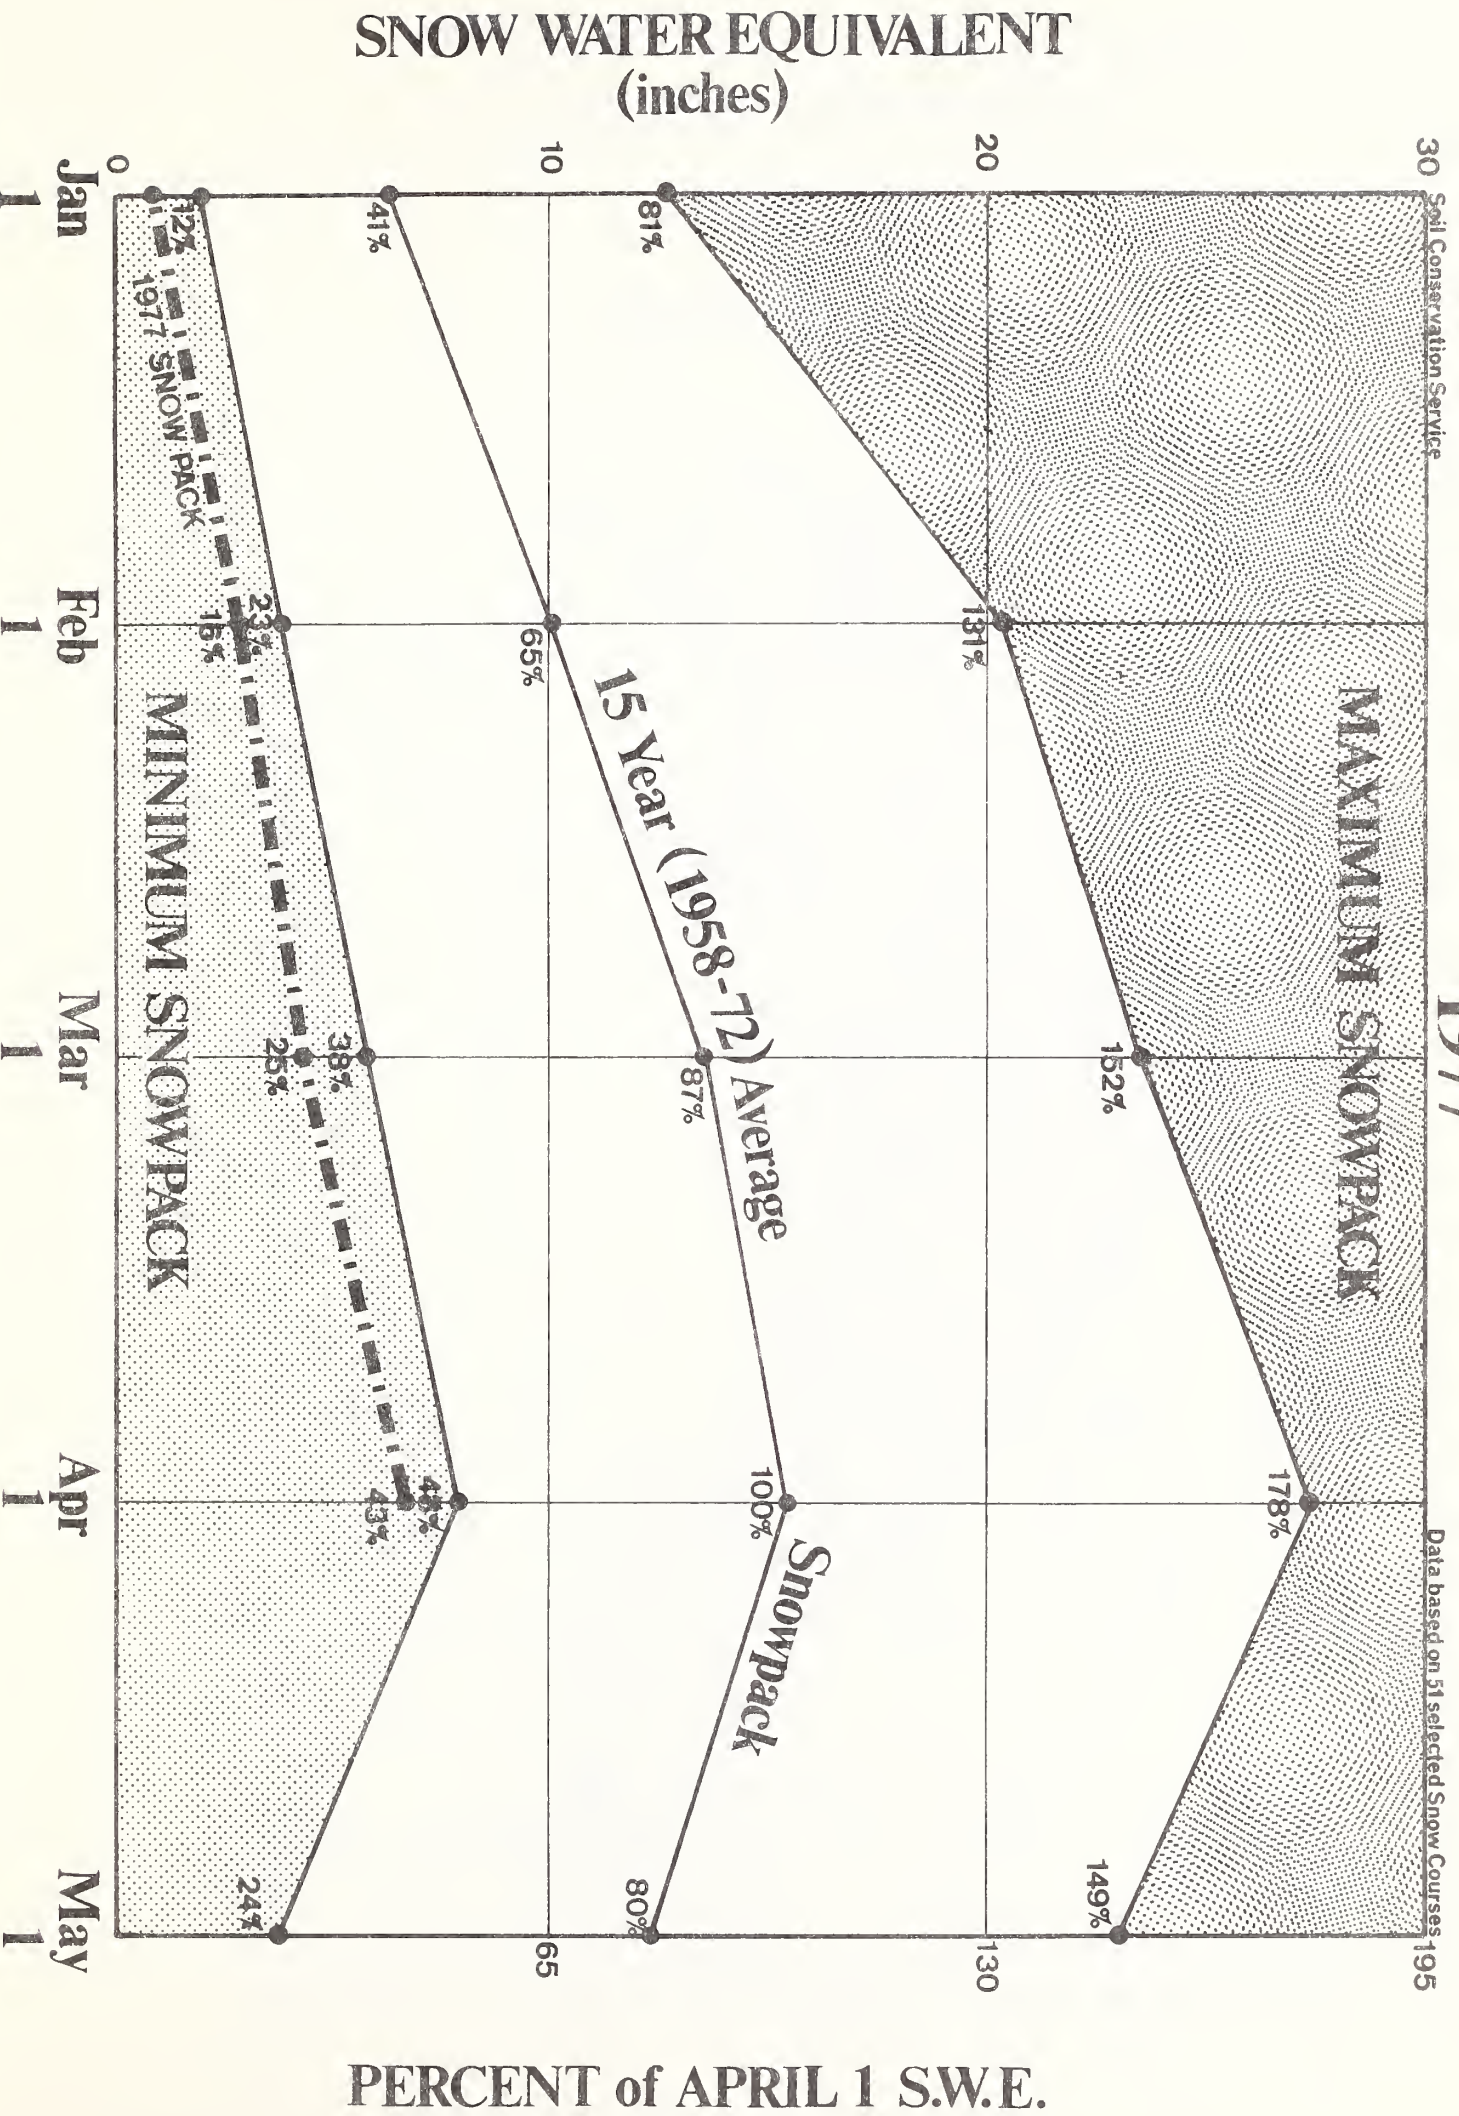 SNOW WATER EQUIVALENT
(inches)
0
10
20
30
Soil Conservation Service
Data based on 51 selected Snow Courses
MAXIMUM SNOWPACK
81%
131%
152%
178%
149%
15 Year (1958-72) Average Snowpack
41%
65%
87%
100%
80%
12%
23%
38%
24%
1977 SNOW PACK
25%
43%
MINIMUM SNOWPACK
Jan
1
Feb
1
Mar
1
Apr
1
May
1
65
130
195
PERCENT of APRIL 1 S.W.E.